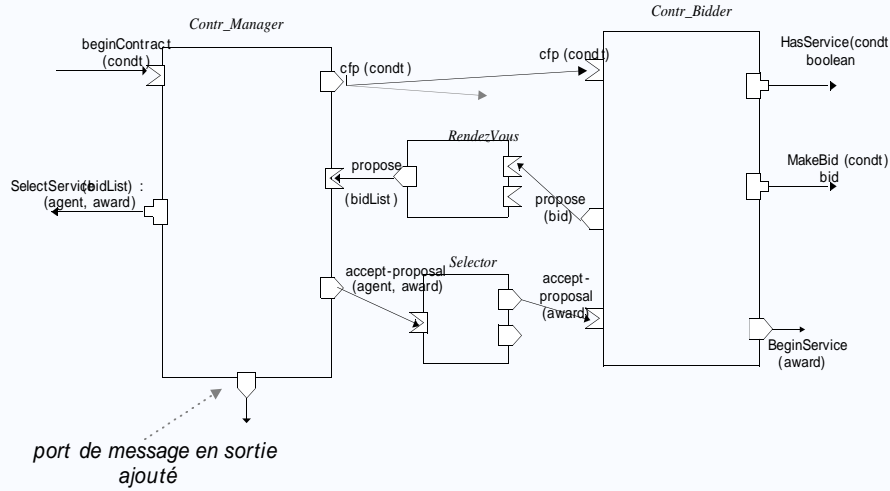 Contr_Manager
Contr_Bidder
beginContract
(condt)
cfp (condt)
cfp (condt)
HasService(condt
boolean
RendezVous
propose
(bidList)
MakeBid (condt)
bid
SelectService(bidList) :
(agent, award)
propose
(bid)
Selector
accept-proposal
(agent, award)
accept-
proposal
(award)
BeginService
(award)
port de message en sortie
ajouté